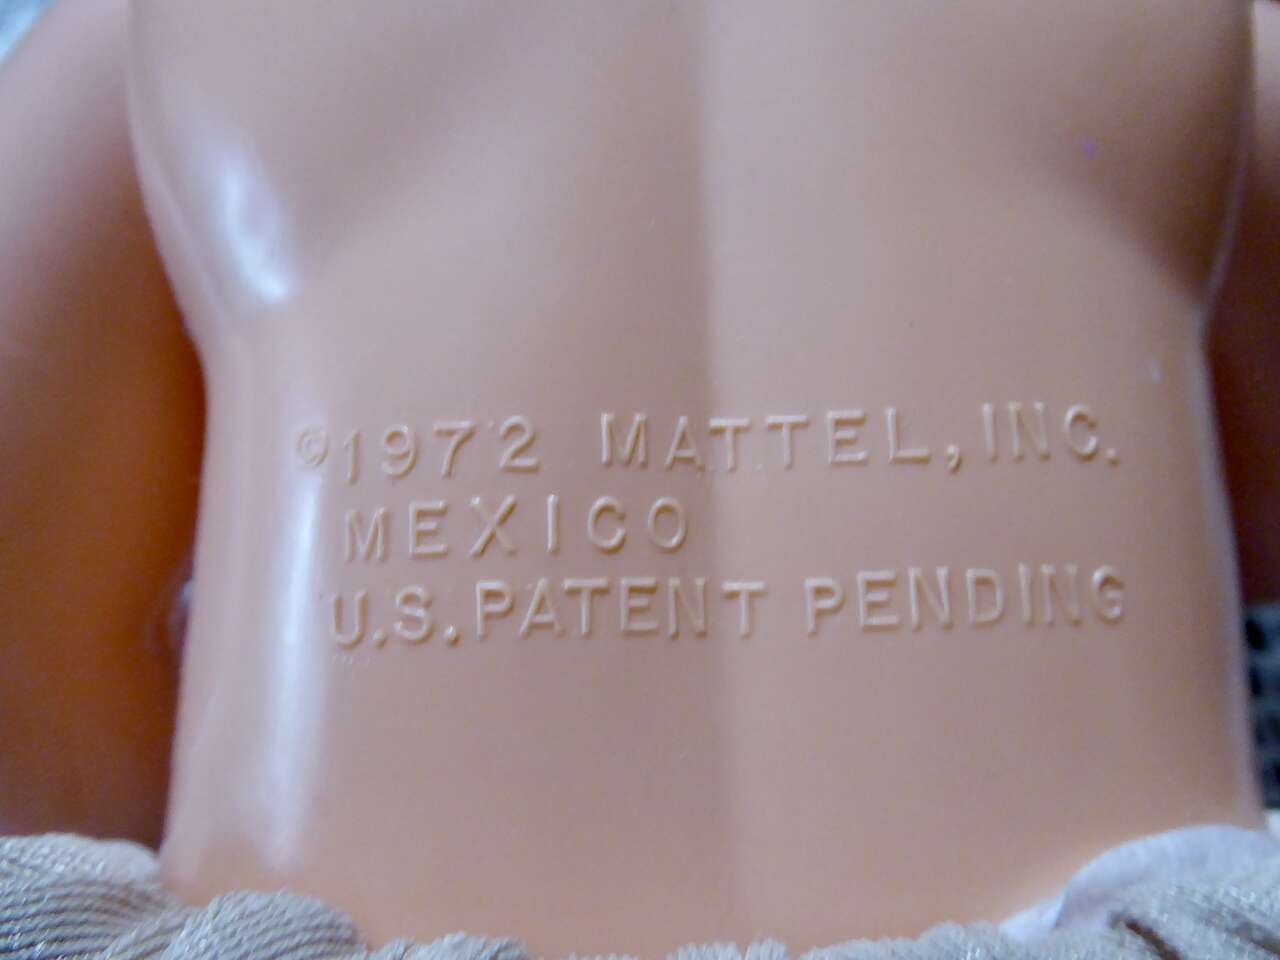 ©1972 MATTEL, INC.
MEXICO
U.S. PATENT PENDING